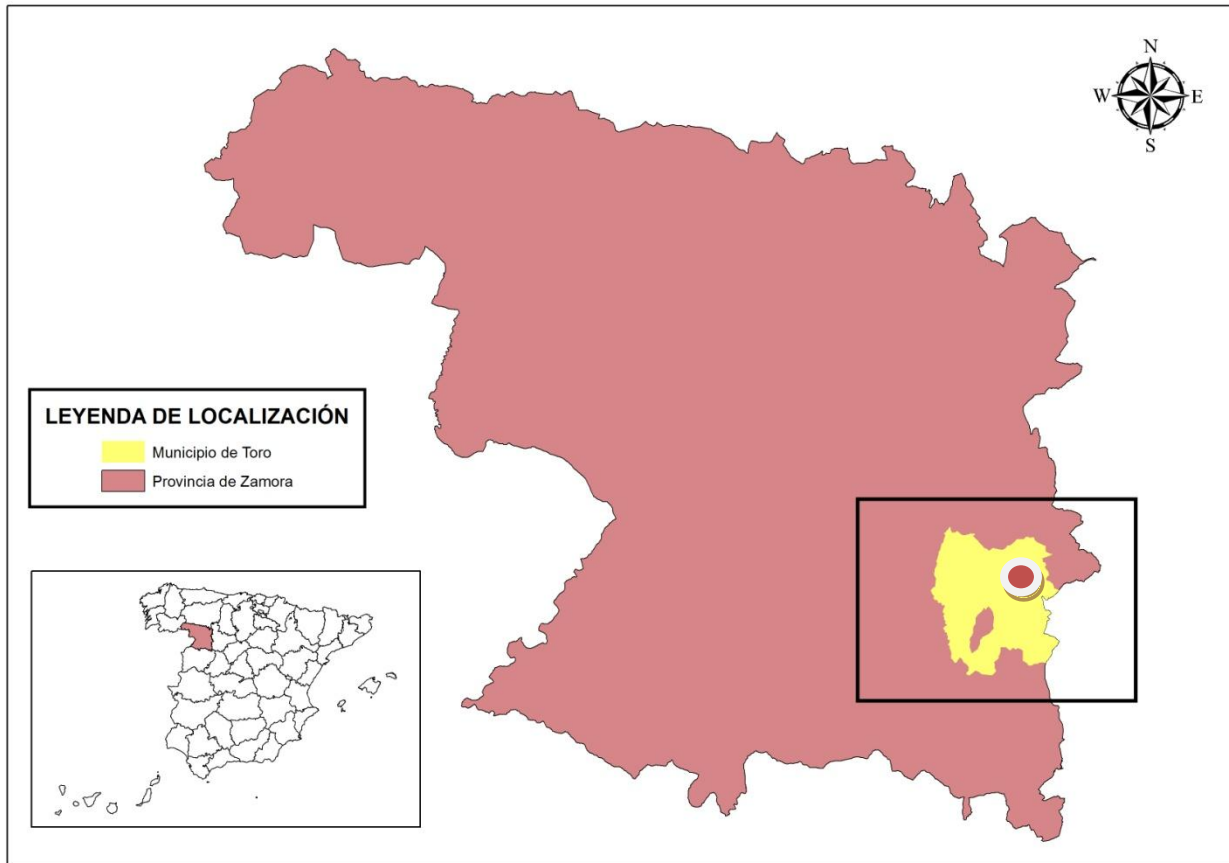 N
W E
S
LEYENDA DE LOCALIZACIÓN
Municipio de Toro
Provincia de Zamora